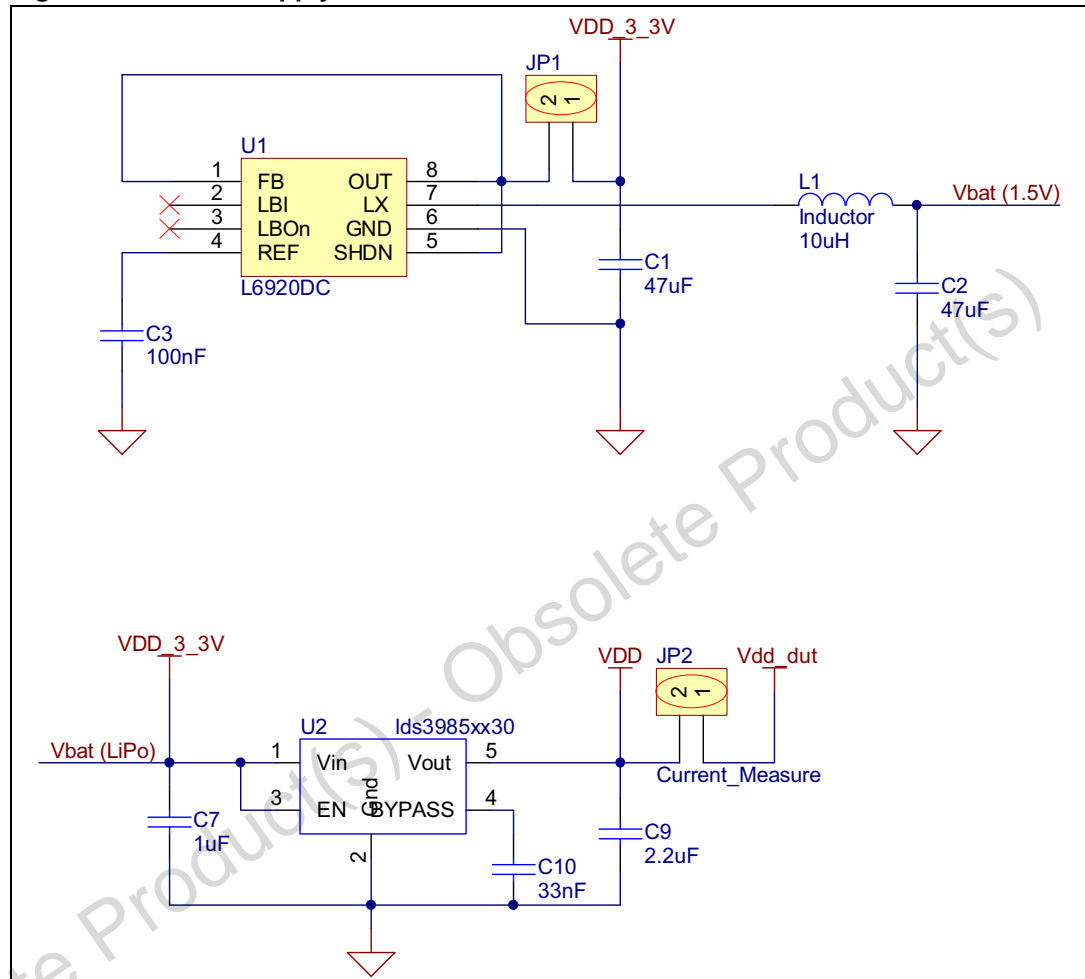 VDD_3_3V
JP1
2 1
U1
1 FB OUT 8
2 LBI LX 7
3 LBOn GND 6
4 REF SHDN 5
L6920DC
L1
Inductor
10uH
Vbat (1.5V)
C1
47uF
C2
47uF
C3
100nF
VDD_3_3V
VDD
JP2
2 1
Vdd_dut
U2
lds3985xx30
Vbat (LiPo)
1 Vin Vout 5
3 EN Gnd BYPASS 4
2
Current_Measure
C7
1uF
C9
2.2uF
C10
33nF
te Product(s) - Obsolete Product(s)